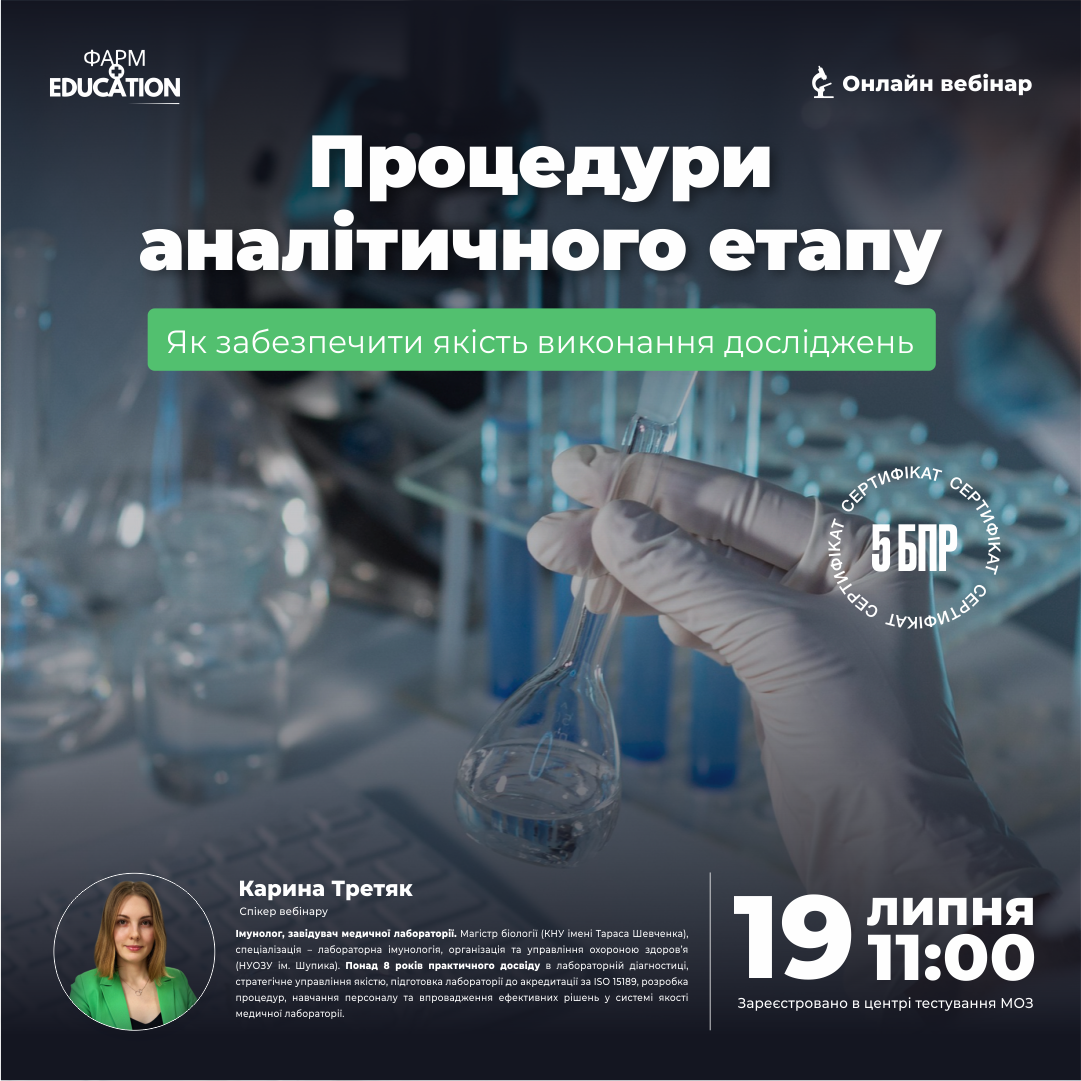 ФАРМ
EDUCATION
Онлайн вебінар
Процедури
аналітичного етапу
Як забезпечити якість виконання досліджень
СЕРТИФІКАТ СЕРТИФІКАТ СЕРТИФІКАТ СЕРТИФІКАТ
5 БПР
Карина Третяк
Спікер вебінару
Імунолог, завідувач медичної лабораторії. Магістр біології (КНУ імені Тараса Шевченка),
спеціалізація – лабораторна імунологія, організація та управління охороною здоров'я
(НУОЗУ ім. Шупика). Понад 8 років практичного досвіду в лабораторній діагностиці,
стратегічне управління якістю, підготовка лабораторії до акредитації за ISO 15189, розробка
процедур, навчання персоналу та впровадження ефективних рішень у системі якості
медичної лабораторії.
19 липня
11:00
Зареєстровано в центрі тестування МОЗ